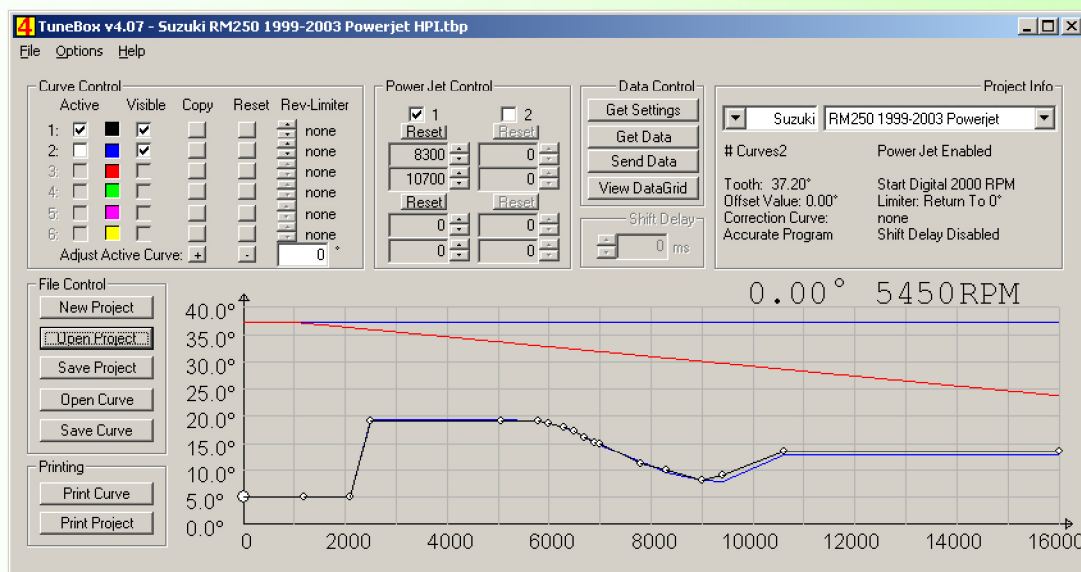 4 TuneBox v4.07 - Suzuki RM250 1999-2003 Powerjet HPI.tbp
File Options Help
Curve Control
Active Visible Copy Reset Rev-Limiter
1: none
2: none
3: none
4: none
5: none
6: none
Adjust Active Curve: + - 0 °
Power Jet Control
1 2
Reset Reset
8300 0
10700 0
Reset Reset
0 0
0 0
Data Control
Get Settings
Get Data
Send Data
View DataGrid
Shift Delay
0 ms
Project Info
Suzuki RM250 1999-2003 Powerjet
# Curves2 Power Jet Enabled
Tooth: 37.20° Start Digital 2000 RPM
Offset Value: 0.00° Limiter: Return To 0°
Correction Curve: none
Accurate Program Shift Delay Disabled
File Control
New Project
Open Project
Save Project
Open Curve
Save Curve
Printing
Print Curve
Print Project
0.00° 5450RPM
40.0°
35.0°
30.0°
25.0°
20.0°
15.0°
10.0°
5.0°
0.0°
0 2000 4000 6000 8000 10000 12000 14000 16000